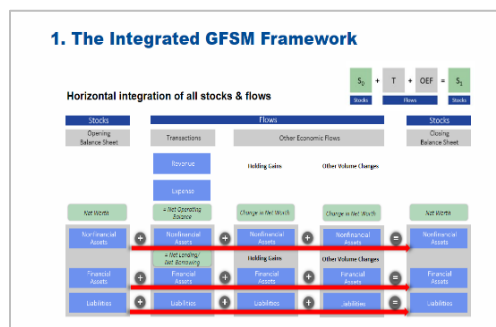 1. The Integrated GFSM Framework
S0 + T + OEF = S1
Stocks Flows Stocks
Horizontal integration of all stocks & flows
Stocks Flows Stocks
Opening Balance Sheet Transactions Other Economic Flows Closing Balance Sheet
Revenue Holding Gains Other Volume Changes
Expense
Net Worth = Net Operating Balance Change in Net Worth Change in Net Worth Net Worth
Nonfinancial Assets + Nonfinancial Assets + Nonfinancial Assets + Nonfinancial Assets = Nonfinancial Assets
= Net Lending/ Net Borrowing Holding Gains Other Volume Changes
Financial Assets + Financial Assets + Financial Assets + Financial Assets = Financial Assets
Liabilities + Liabilities + Liabilities + Liabilities = Liabilities